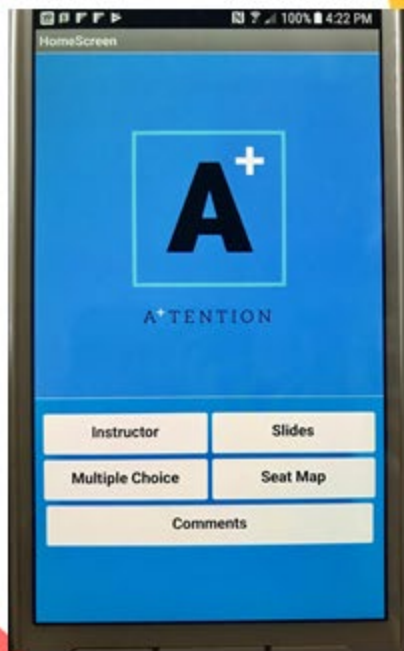 100% 4:22 PM
HomeScreen
A+
A+TENTION
Instructor
Slides
Multiple Choice
Seat Map
Comments